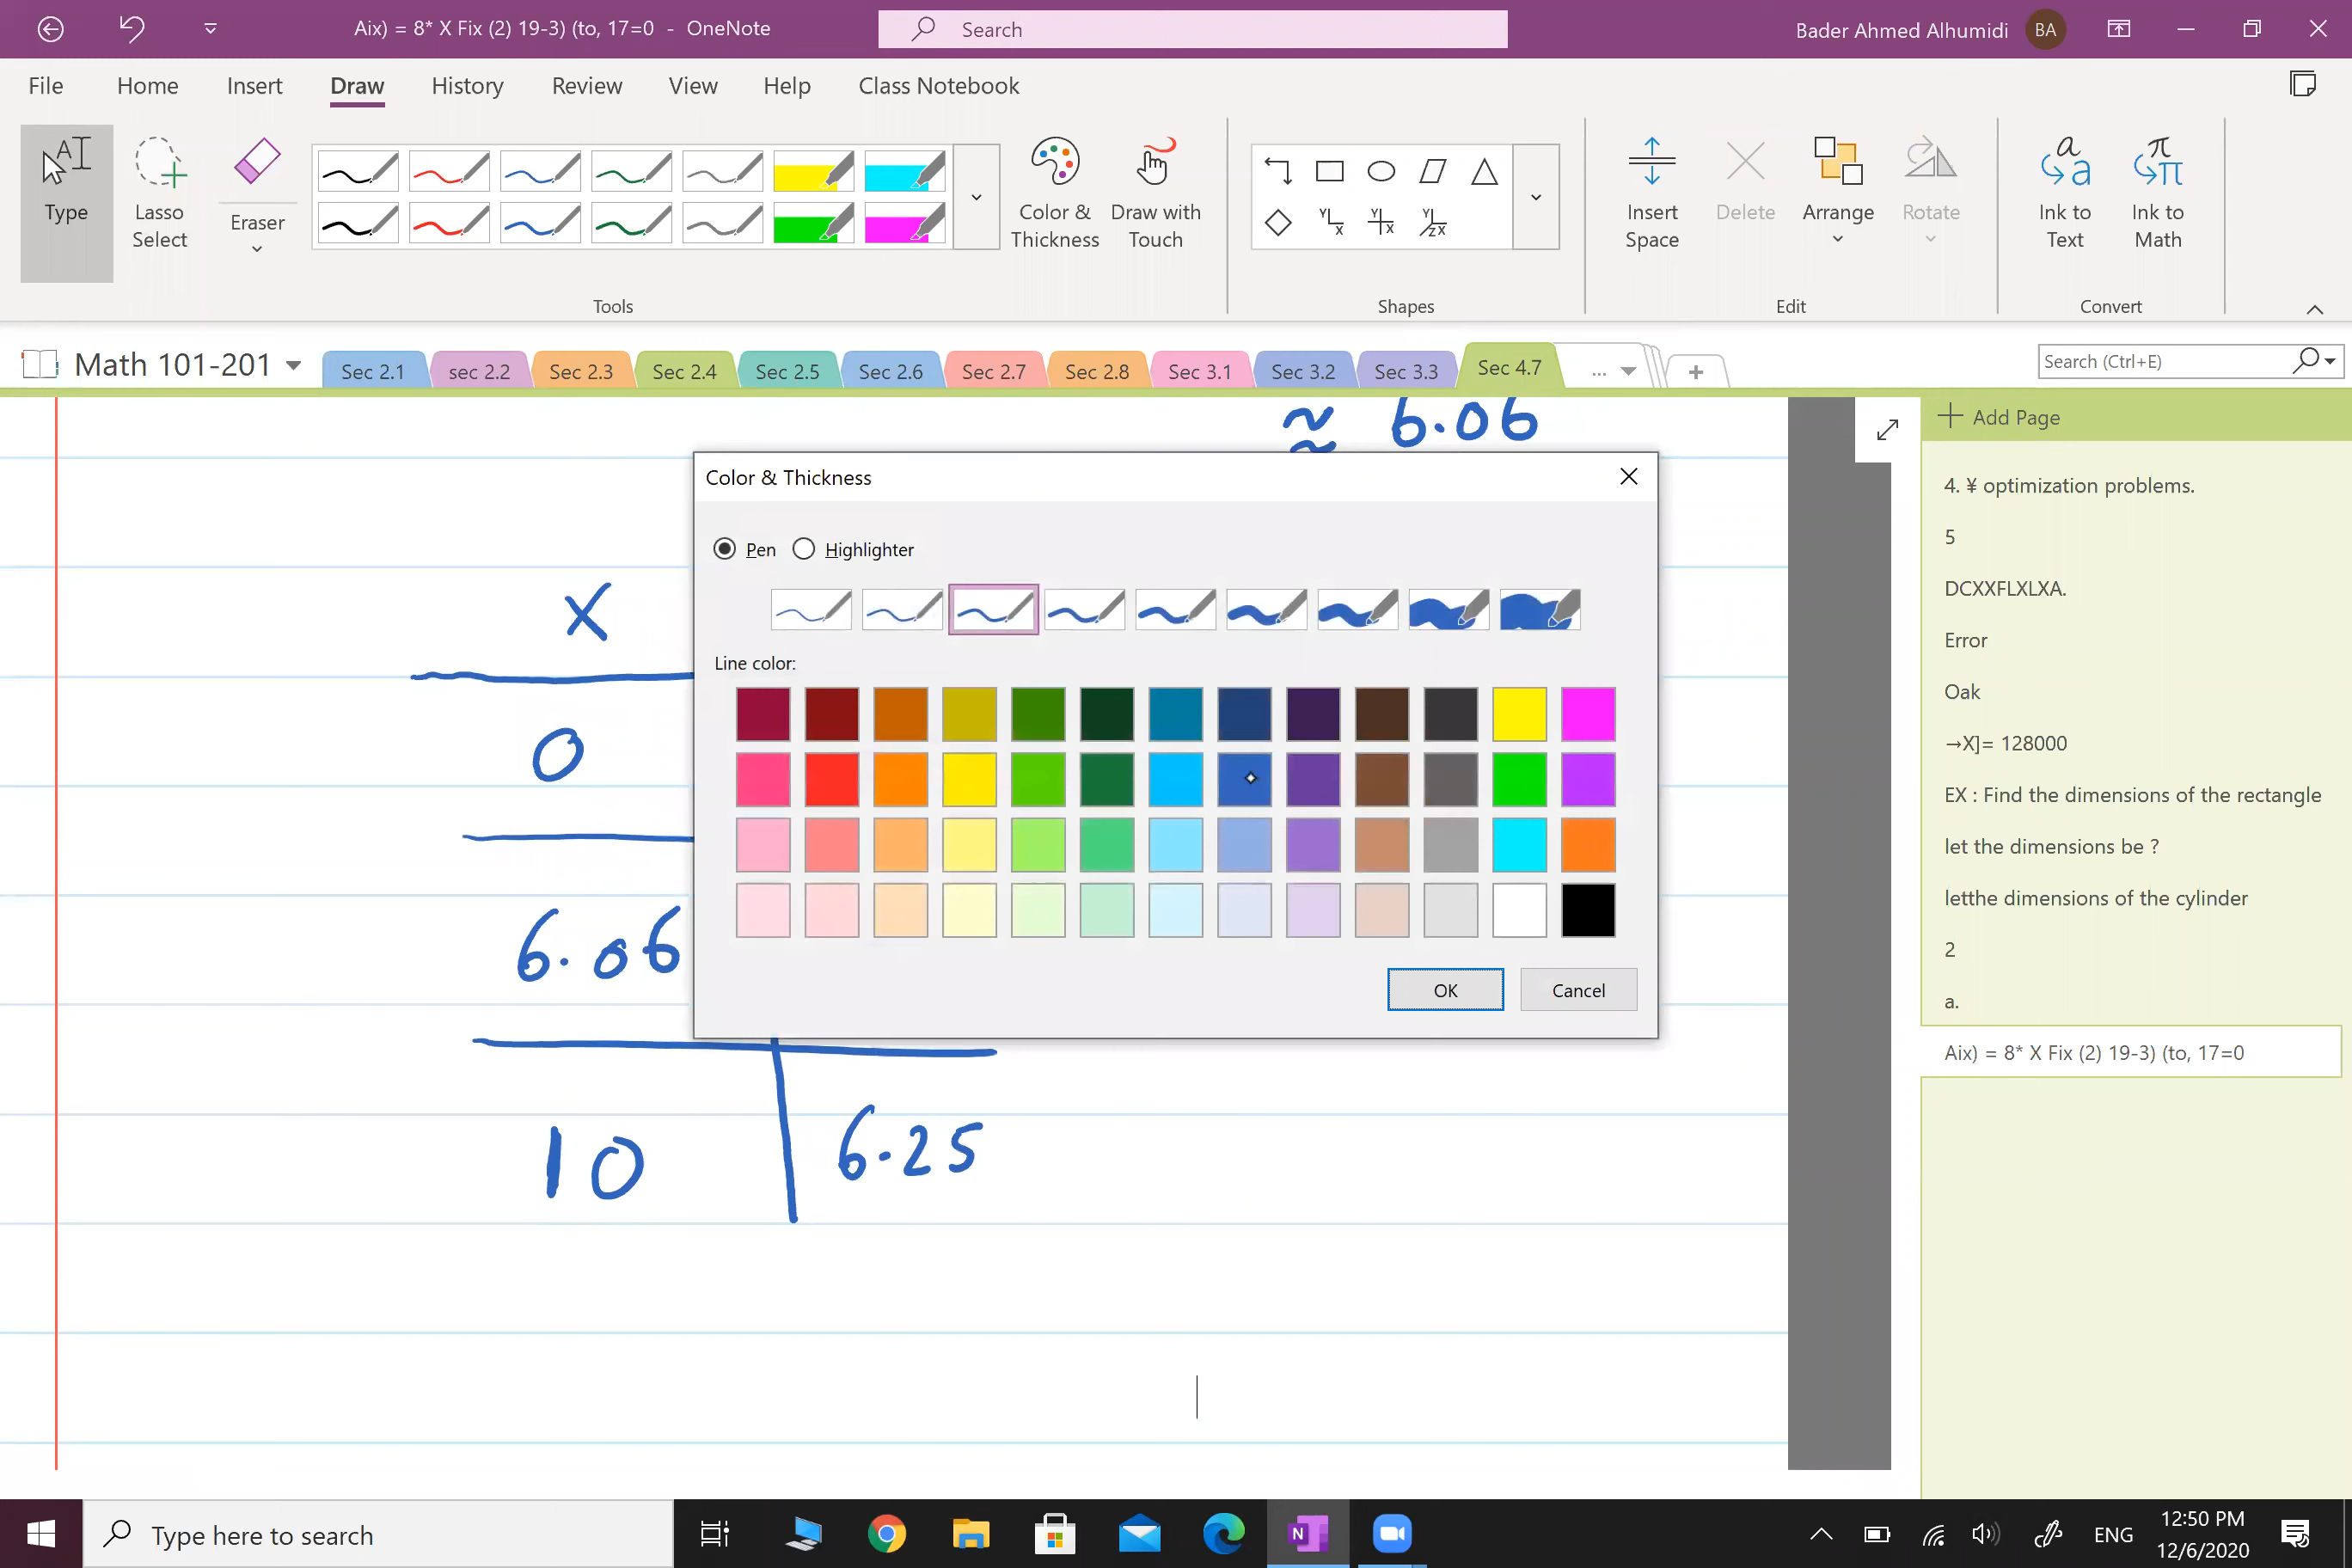 Aix) = 8* X Fix (2) 19-3) (to, 17=0 - OneNote
Search
Bader Ahmed Alhumidi BA
File Home Insert Draw History Review View Help Class Notebook
Type
Lasso Select
Eraser
Color & Thickness
Draw with Touch
Insert Space
Delete
Arrange
Rotate
Ink to Text
Ink to Math
Tools Shapes Edit Convert
Math 101-201
Sec 2.1 sec 2.2 Sec 2.3 Sec 2.4 Sec 2.5 Sec 2.6 Sec 2.7 Sec 2.8 Sec 3.1 Sec 3.2 Sec 3.3 Sec 4.7 ... +
Search (Ctrl+E)
≈ 6.06
Color & Thickness
Pen Highlighter
Line color:
OK Cancel
X
0
6.06
10 6.25
Add Page
4. ¥ optimization problems.
5
DCXXFLXLXA.
Error
Oak
→X]= 128000
EX : Find the dimensions of the rectangle
let the dimensions be ?
letthe dimensions of the cylinder
2
a.
Aix) = 8* X Fix (2) 19-3) (to, 17=0
Type here to search
ENG
12:50 PM
12/6/2020